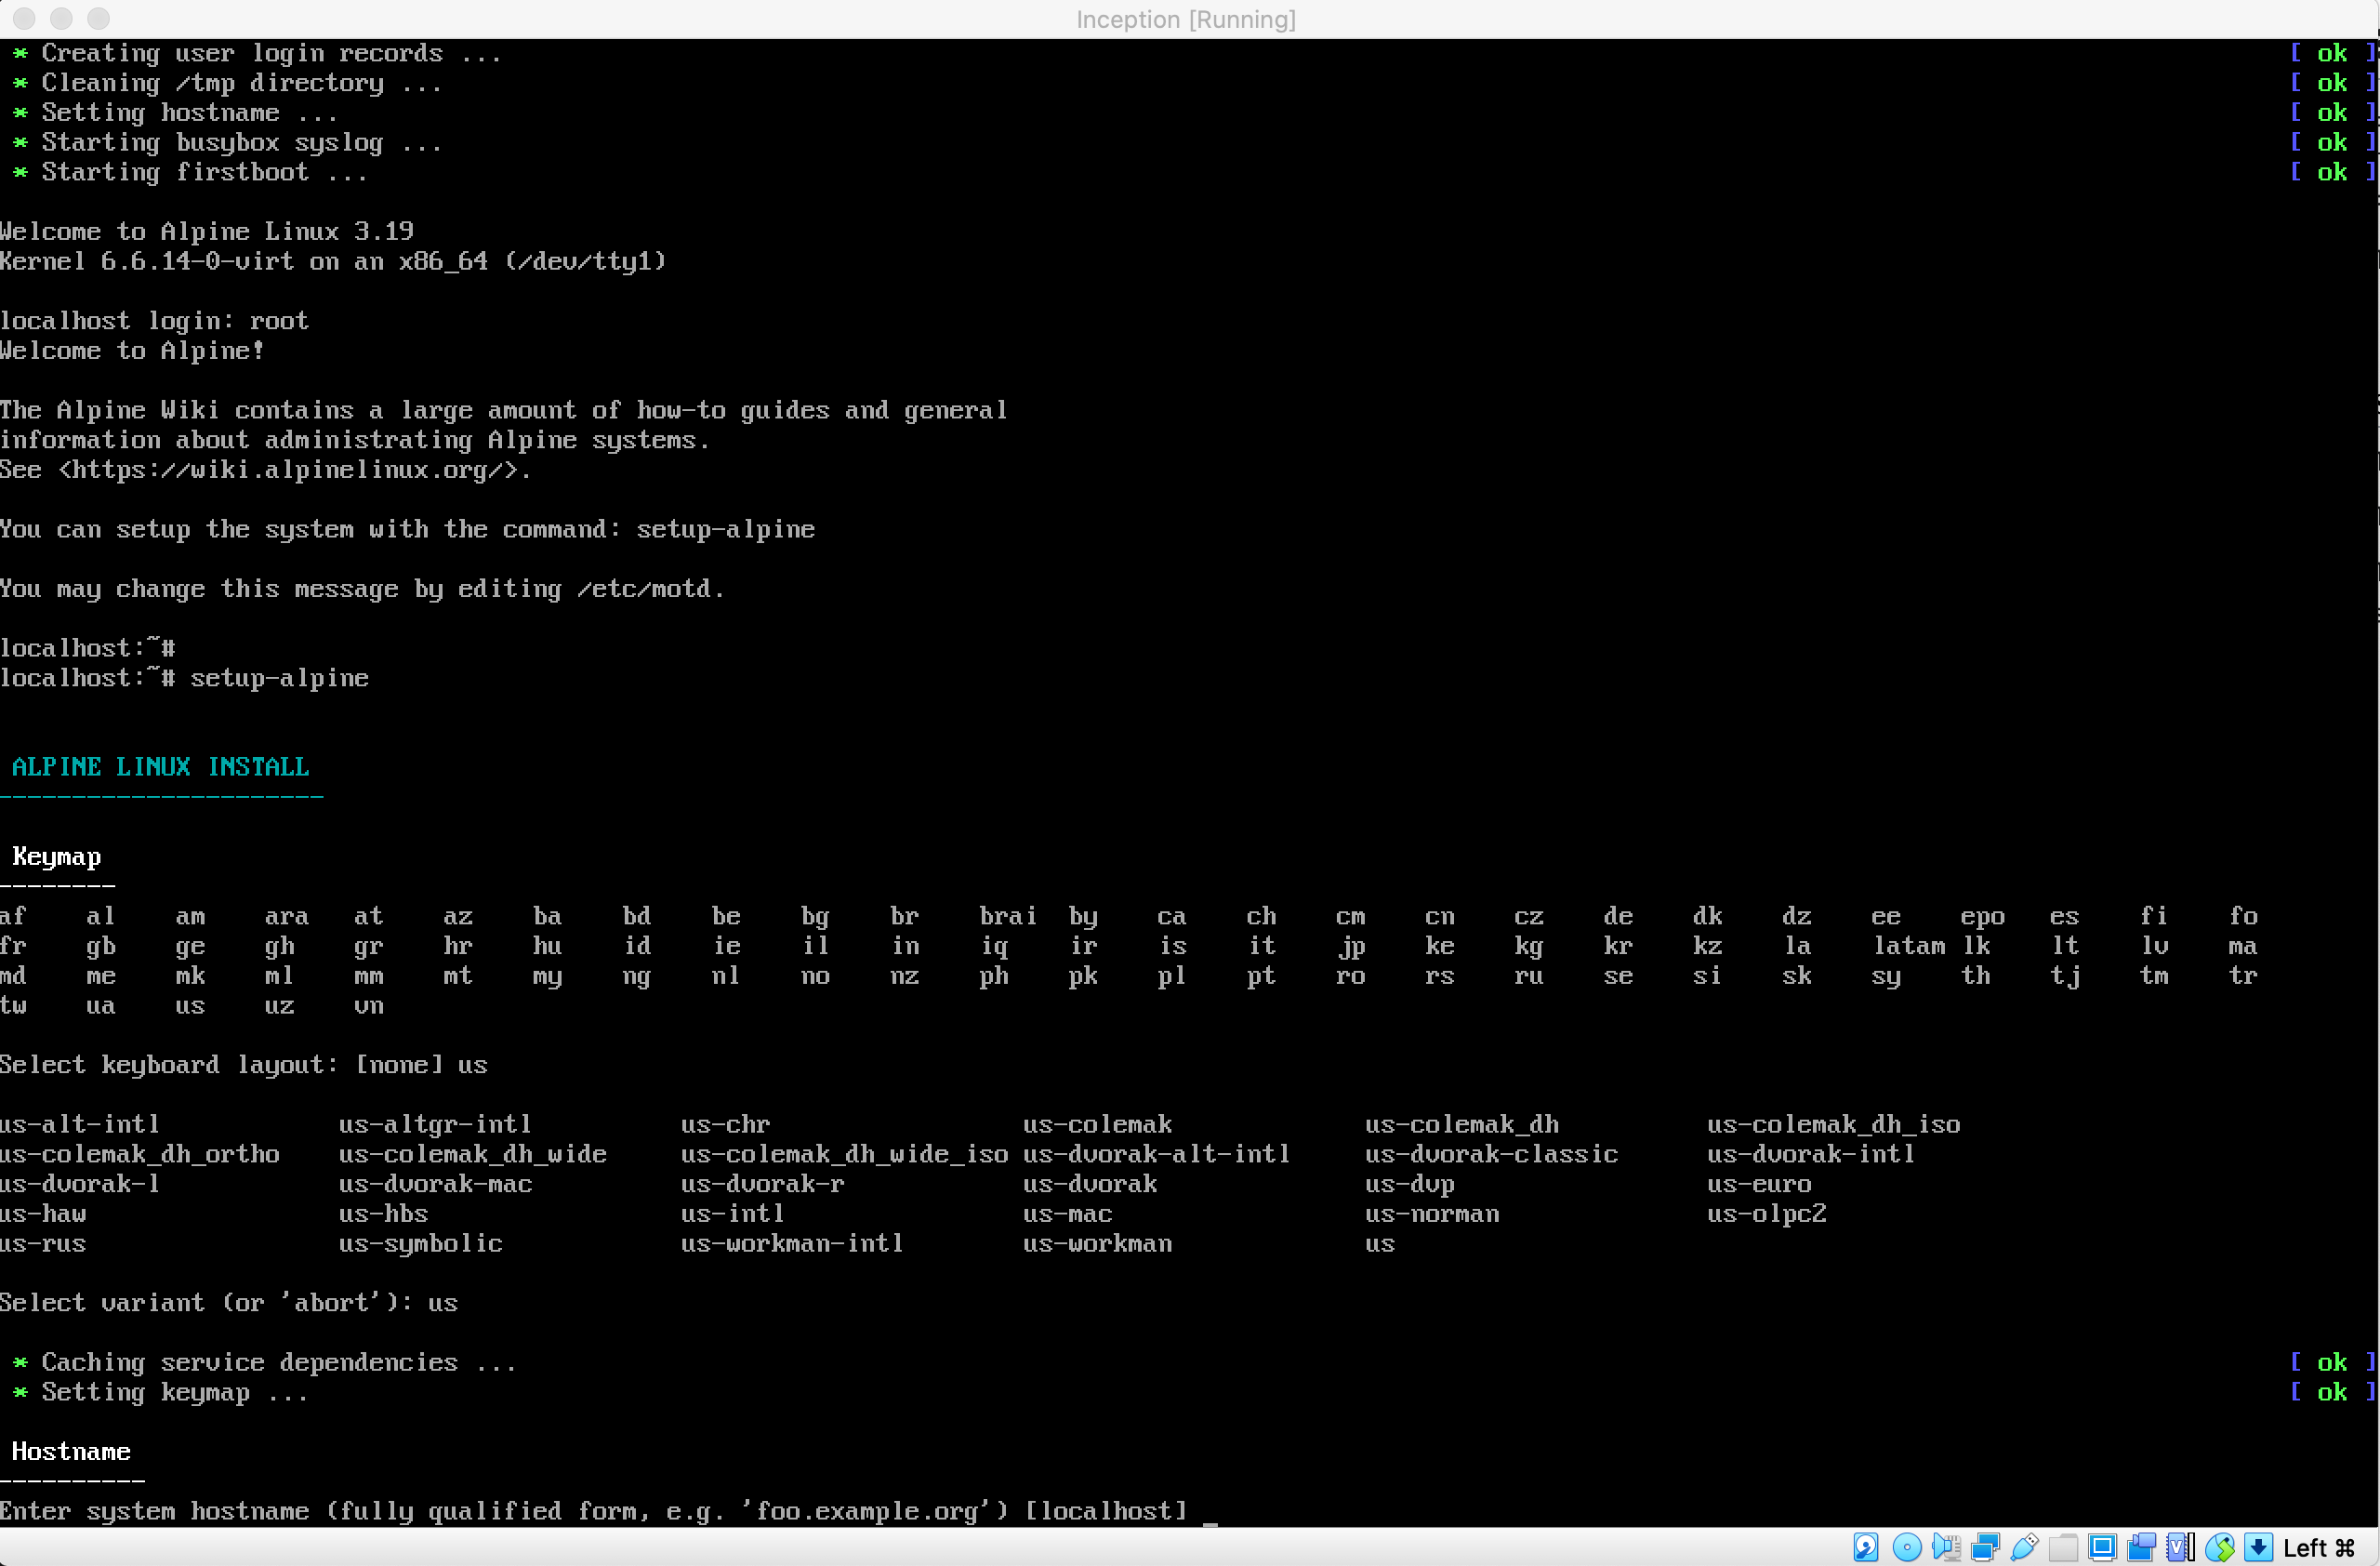 Inception [Running]
* Creating user login records ... [ ok ]
* Cleaning /tmp directory ... [ ok ]
* Setting hostname ... [ ok ]
* Starting busybox syslog ... [ ok ]
* Starting firstboot ... [ ok ]
Welcome to Alpine Linux 3.19
Kernel 6.6.14-0-virt on an x86_64 (/dev/tty1)
localhost login: root
Welcome to Alpine!
The Alpine Wiki contains a large amount of how-to guides and general
information about administrating Alpine systems.
See <https://wiki.alpinelinux.org/>.
You can setup the system with the command: setup-alpine
You may change this message by editing /etc/motd.
localhost:~#
localhost:~# setup-alpine
ALPINE LINUX INSTALL
----------------------
Keymap
--------
af al am ara at az ba bd be bg br brai by ca ch cm cn cz de dk dz ee epo es fi fo
fr gb ge gh gr hr hu id ie il in iq ir is it jp ke kg kr kz la latam lk lt lv ma
md me mk ml mm mt my ng nl no nz ph pk pl pt ro rs ru se si sk sy th tj tm tr
tw ua us uz vn
Select keyboard layout: [none] us
us-alt-intl us-altgr-intl us-chr us-colemak us-colemak_dh us-colemak_dh_iso
us-colemak_dh_ortho us-colemak_dh_wide us-colemak_dh_wide_iso us-dvorak-alt-intl us-dvorak-classic us-dvorak-intl
us-dvorak-l us-dvorak-mac us-dvorak-r us-dvorak us-dvp us-euro
us-haw us-hbs us-intl us-mac us-norman us-olpc2
us-rus us-symbolic us-workman-intl us-workman us
Select variant (or 'abort'): us
* Caching service dependencies ... [ ok ]
* Setting keymap ... [ ok ]
Hostname
----------
Enter system hostname (fully qualified form, e.g. 'foo.example.org') [localhost] _
Left ⌘